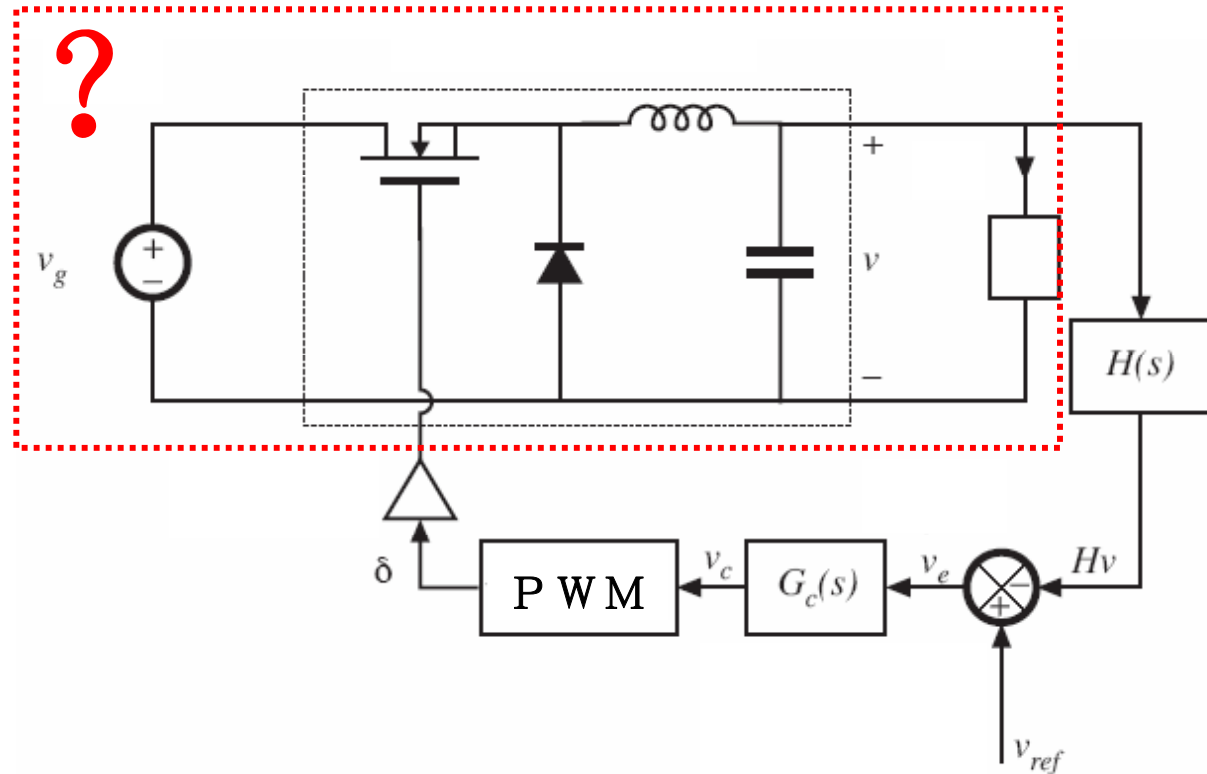 ?
+
−
v_g
+
v
−
H(s)
δ
PWM
v_c
G_c(s)
v_e
−
+
Hv
v_ref